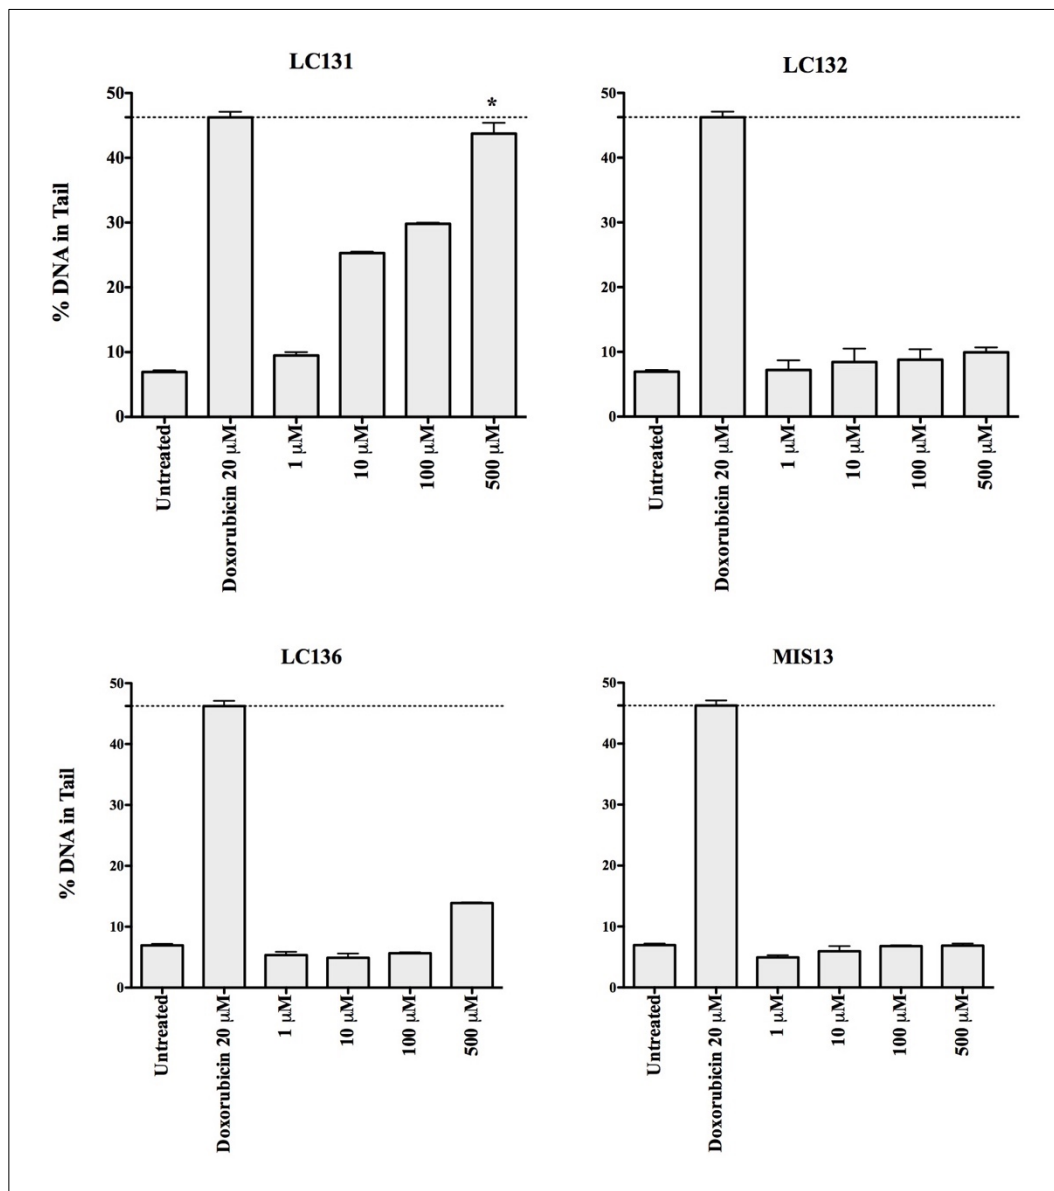 LC131
% DNA in Tail
50
40
30
20
10
0
*
Untreated
Doxorubicin 20 μM
1 μM
10 μM
100 μM
500 μM
LC132
50
40
30
20
10
0
Untreated
Doxorubicin 20 μM
1 μM
10 μM
100 μM
500 μM
LC136
% DNA in Tail
50
40
30
20
10
0
Untreated
Doxorubicin 20 μM
1 μM
10 μM
100 μM
500 μM
MIS13
50
40
30
20
10
0
Untreated
Doxorubicin 20 μM
1 μM
10 μM
100 μM
500 μM